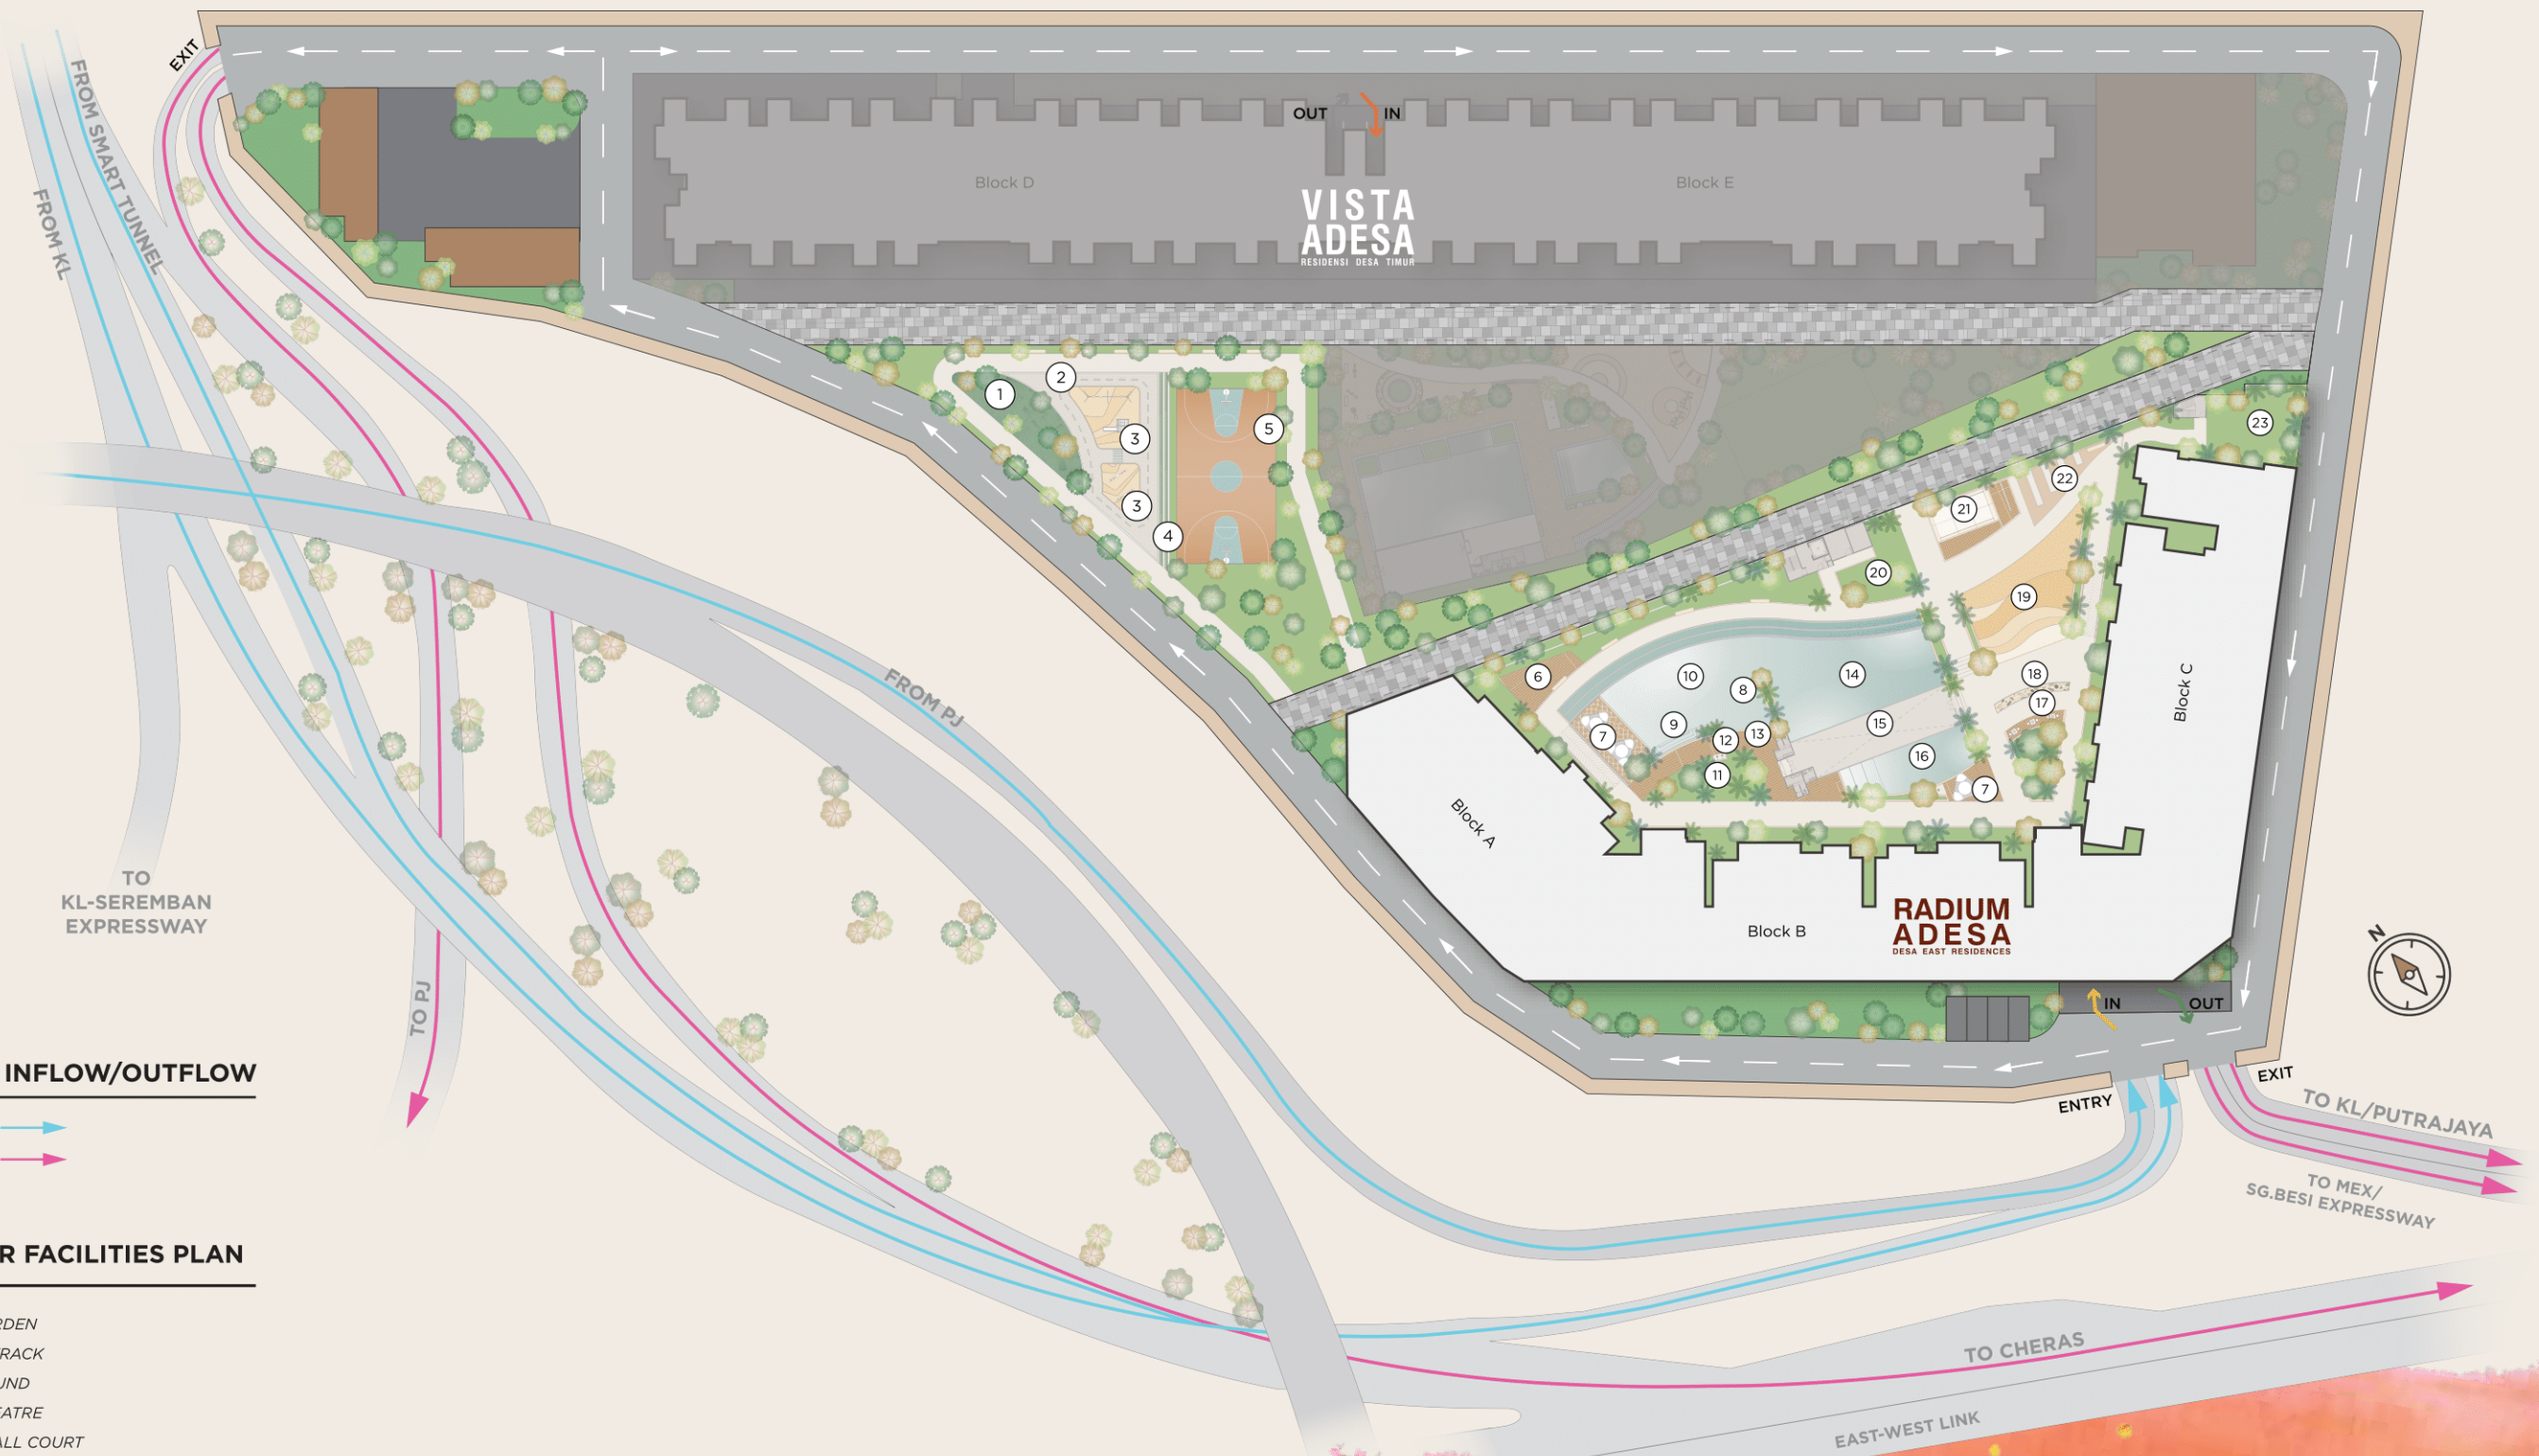 EXIT
FROM SMART TUNNEL
FROM KL
OUT
IN
Block D
Block E
VISTA
ADESA
RESIDENSI DESA TIMUR
1
2
3
3
4
5
23
22
21
20
19
18
17
6
10
8
14
9
7
12
13
15
16
11
7
Block A
Block C
Block B
RADIUM
ADESA
DESA EAST RESIDENCES
FROM PJ
TO
KL-SEREMBAN
EXPRESSWAY
TO PJ
N
IN
OUT
ENTRY
EXIT
TO KL/PUTRAJAYA
TO MEX/
SG.BESI EXPRESSWAY
INFLOW/OUTFLOW
R FACILITIES PLAN
RDEN
RACK
UND
EATRE
ALL COURT
TO CHERAS
EAST-WEST LINK